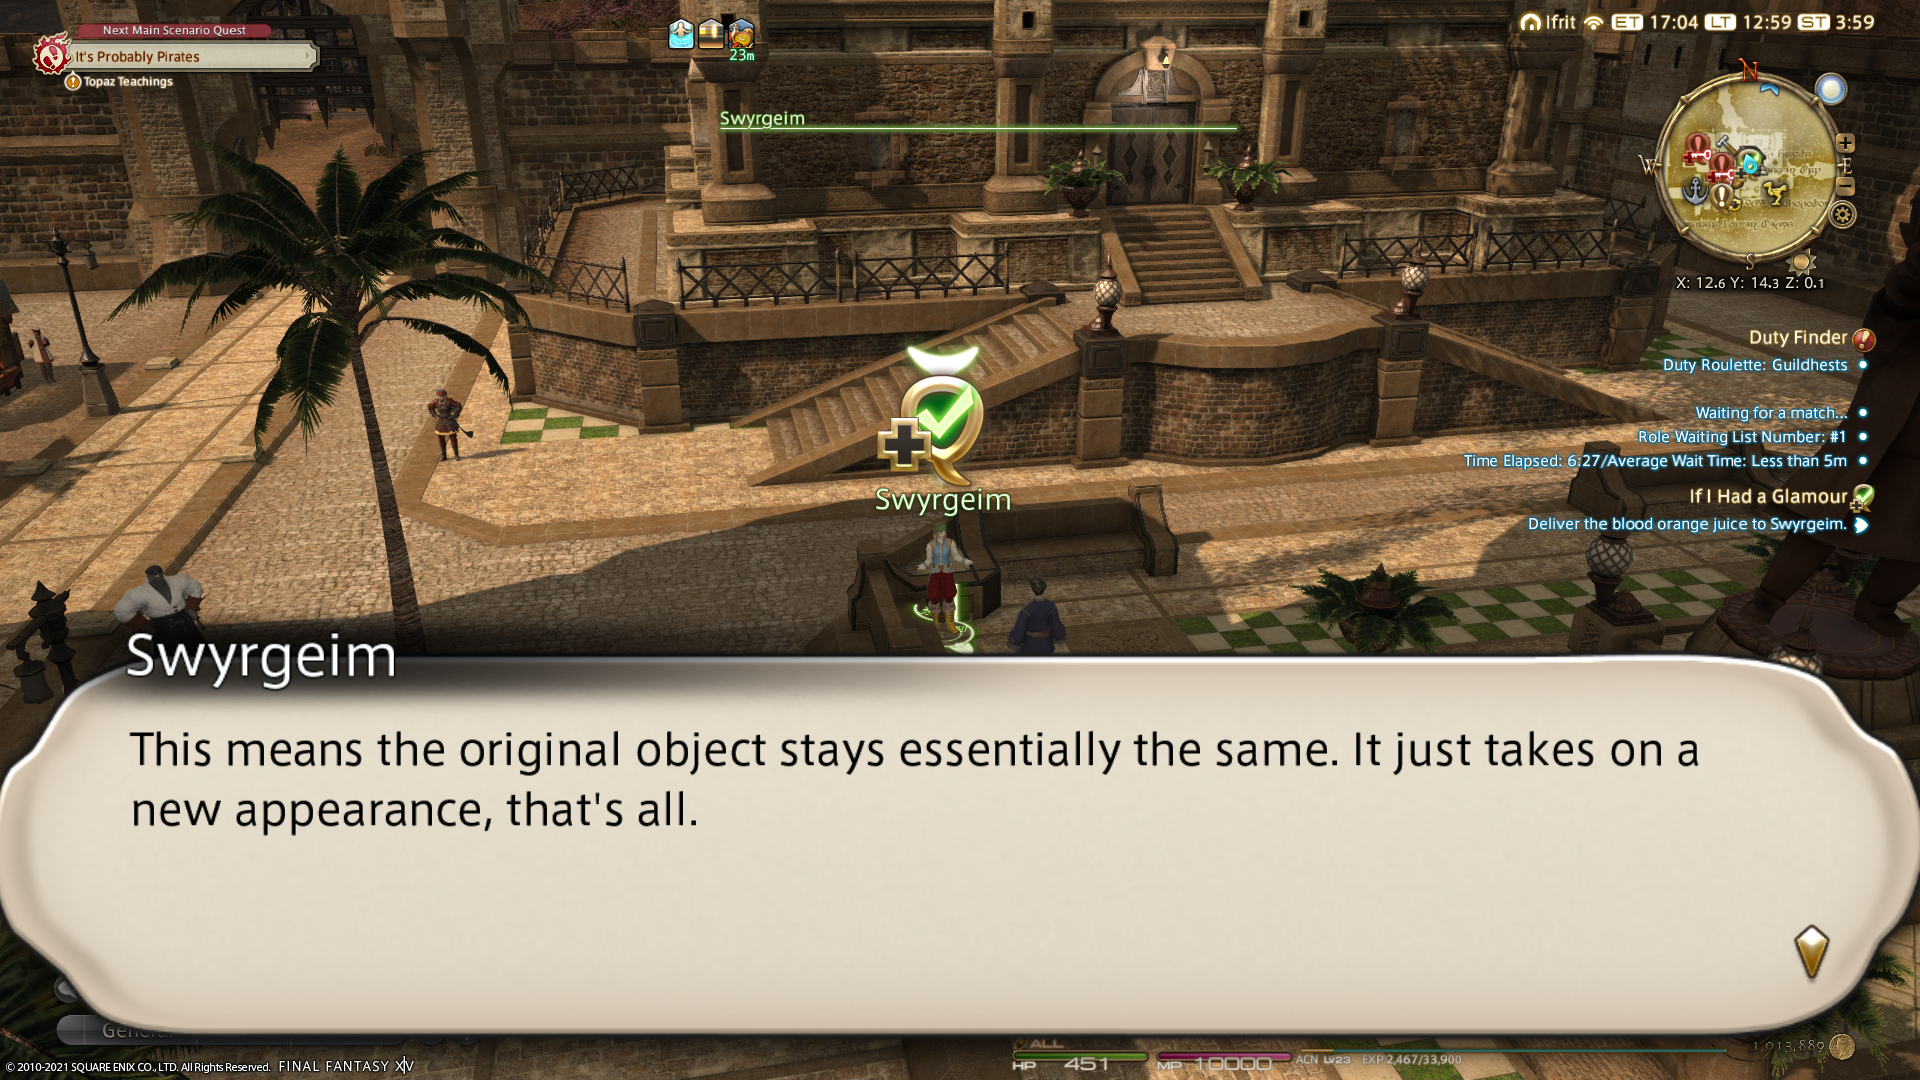 Next Main Scenario Quest
It's Probably Pirates
Topaz Teachings
23m
Ifrit ET 17:04 LT 12:59 ST 3:59
Swyrgeim
N
W
E
S
X: 12.6 Y: 14.3 Z: 0.1
Duty Finder
Duty Roulette: Guildhests
Waiting for a match...
Role Waiting List Number: #1
Time Elapsed: 6:27/Average Wait Time: Less than 5m
If I Had a Glamour
Deliver the blood orange juice to Swyrgeim.
Swyrgeim
Swyrgeim
This means the original object stays essentially the same. It just takes on a
new appearance, that's all.
ALL
HP 451 MP 10000 ACN Lv23 EXP 2,467/33,900
1,013,889
© 2010-2021 SQUARE ENIX CO., LTD. All Rights Reserved. FINAL FANTASY XIV